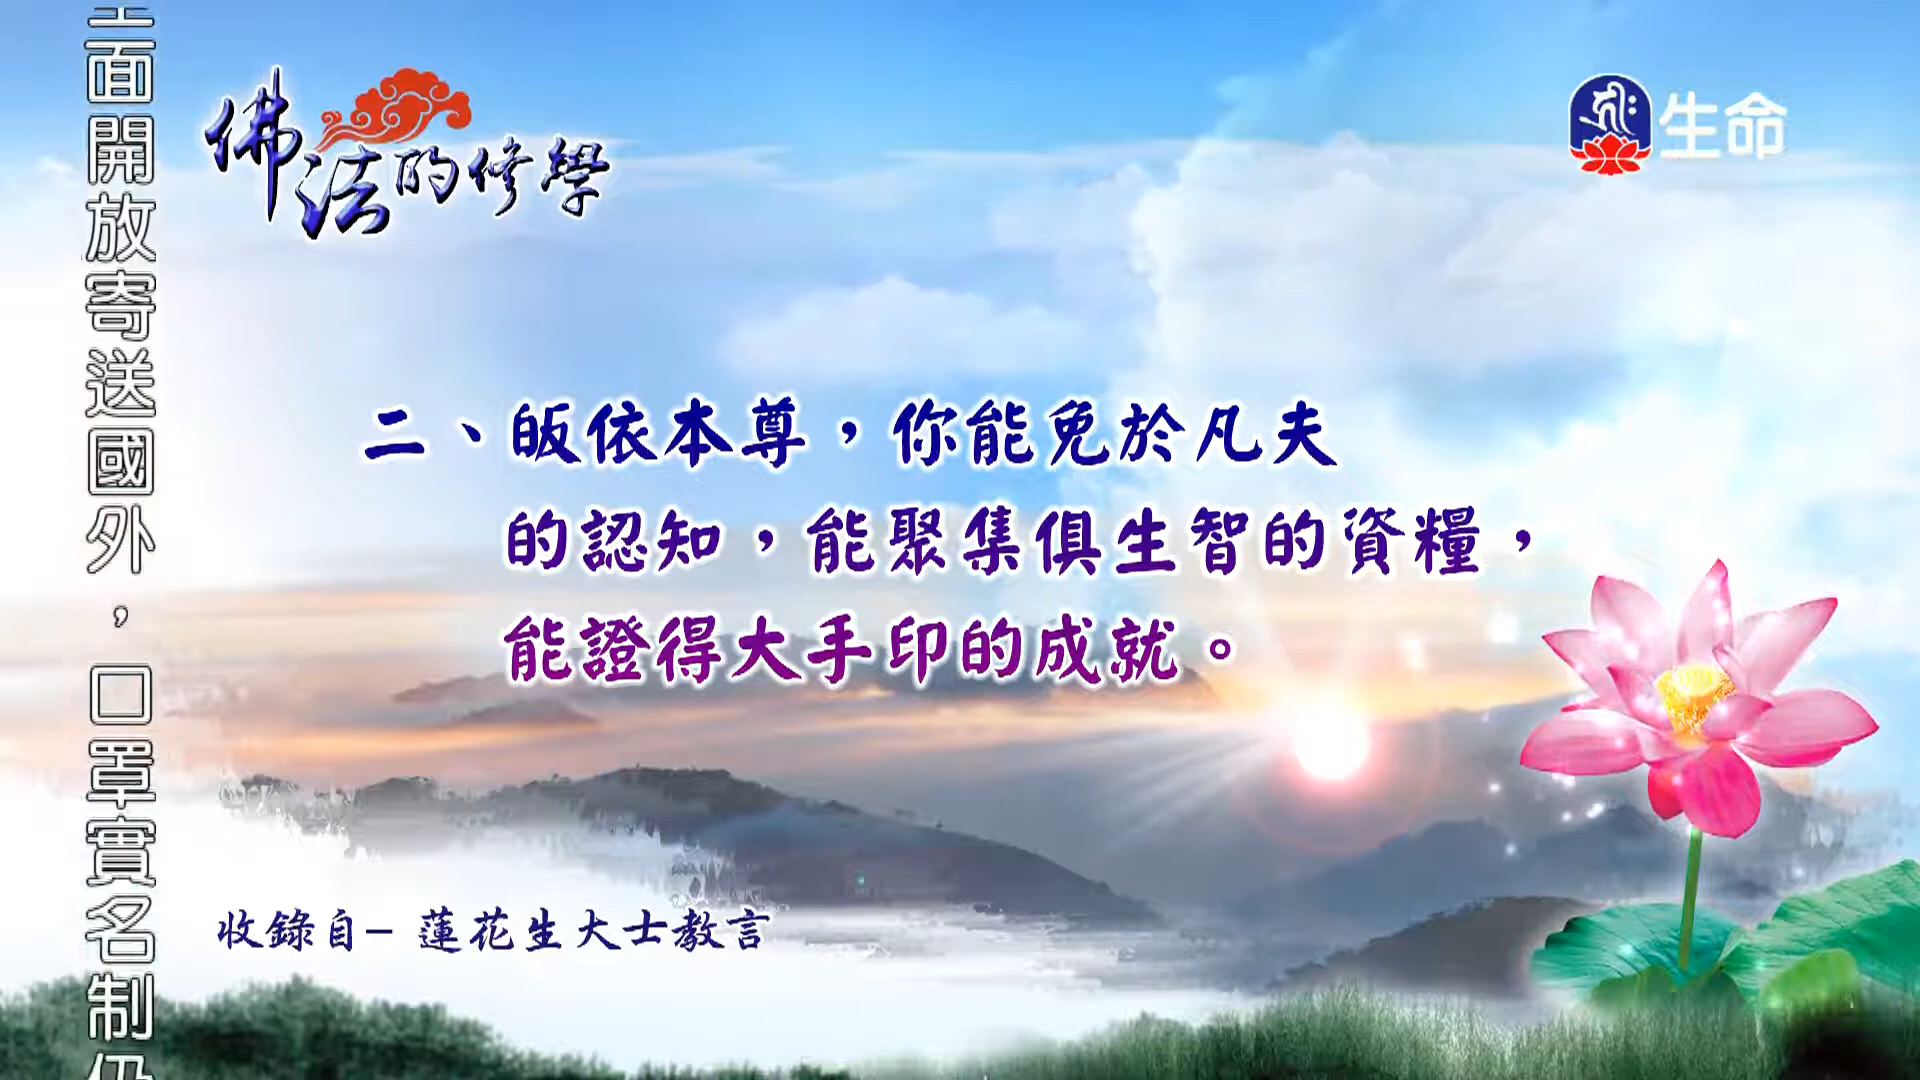 佛法的修學
生命
二、皈依本尊，你能免於凡夫
的認知，能聚集俱生智的資糧，
能證得大手印的成就。
收錄自– 蓮花生大士教言
面開放寄送國外，口罩實名制仍